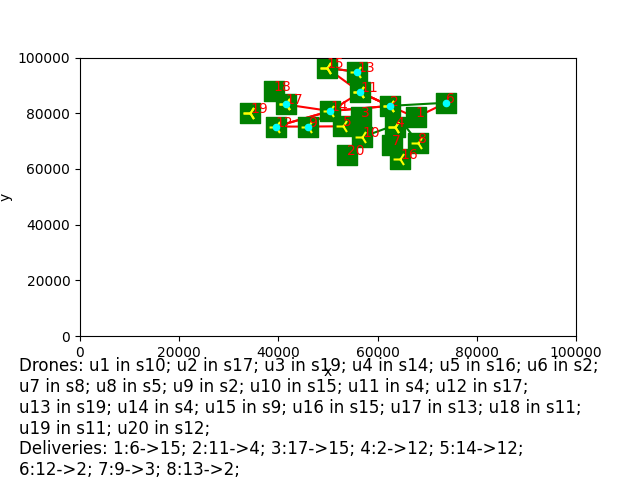 100000
80000
60000
40000
20000
0
y
0 20000 40000 60000 80000 100000
x
Drones: u1 in s10; u2 in s17; u3 in s19; u4 in s14; u5 in s16; u6 in s2;
u7 in s8; u8 in s5; u9 in s2; u10 in s15; u11 in s4; u12 in s17;
u13 in s19; u14 in s4; u15 in s9; u16 in s15; u17 in s13; u18 in s11;
u19 in s11; u20 in s12;
Deliveries: 1:6->15; 2:11->4; 3:17->15; 4:2->12; 5:14->12;
6:12->2; 7:9->3; 8:13->2;